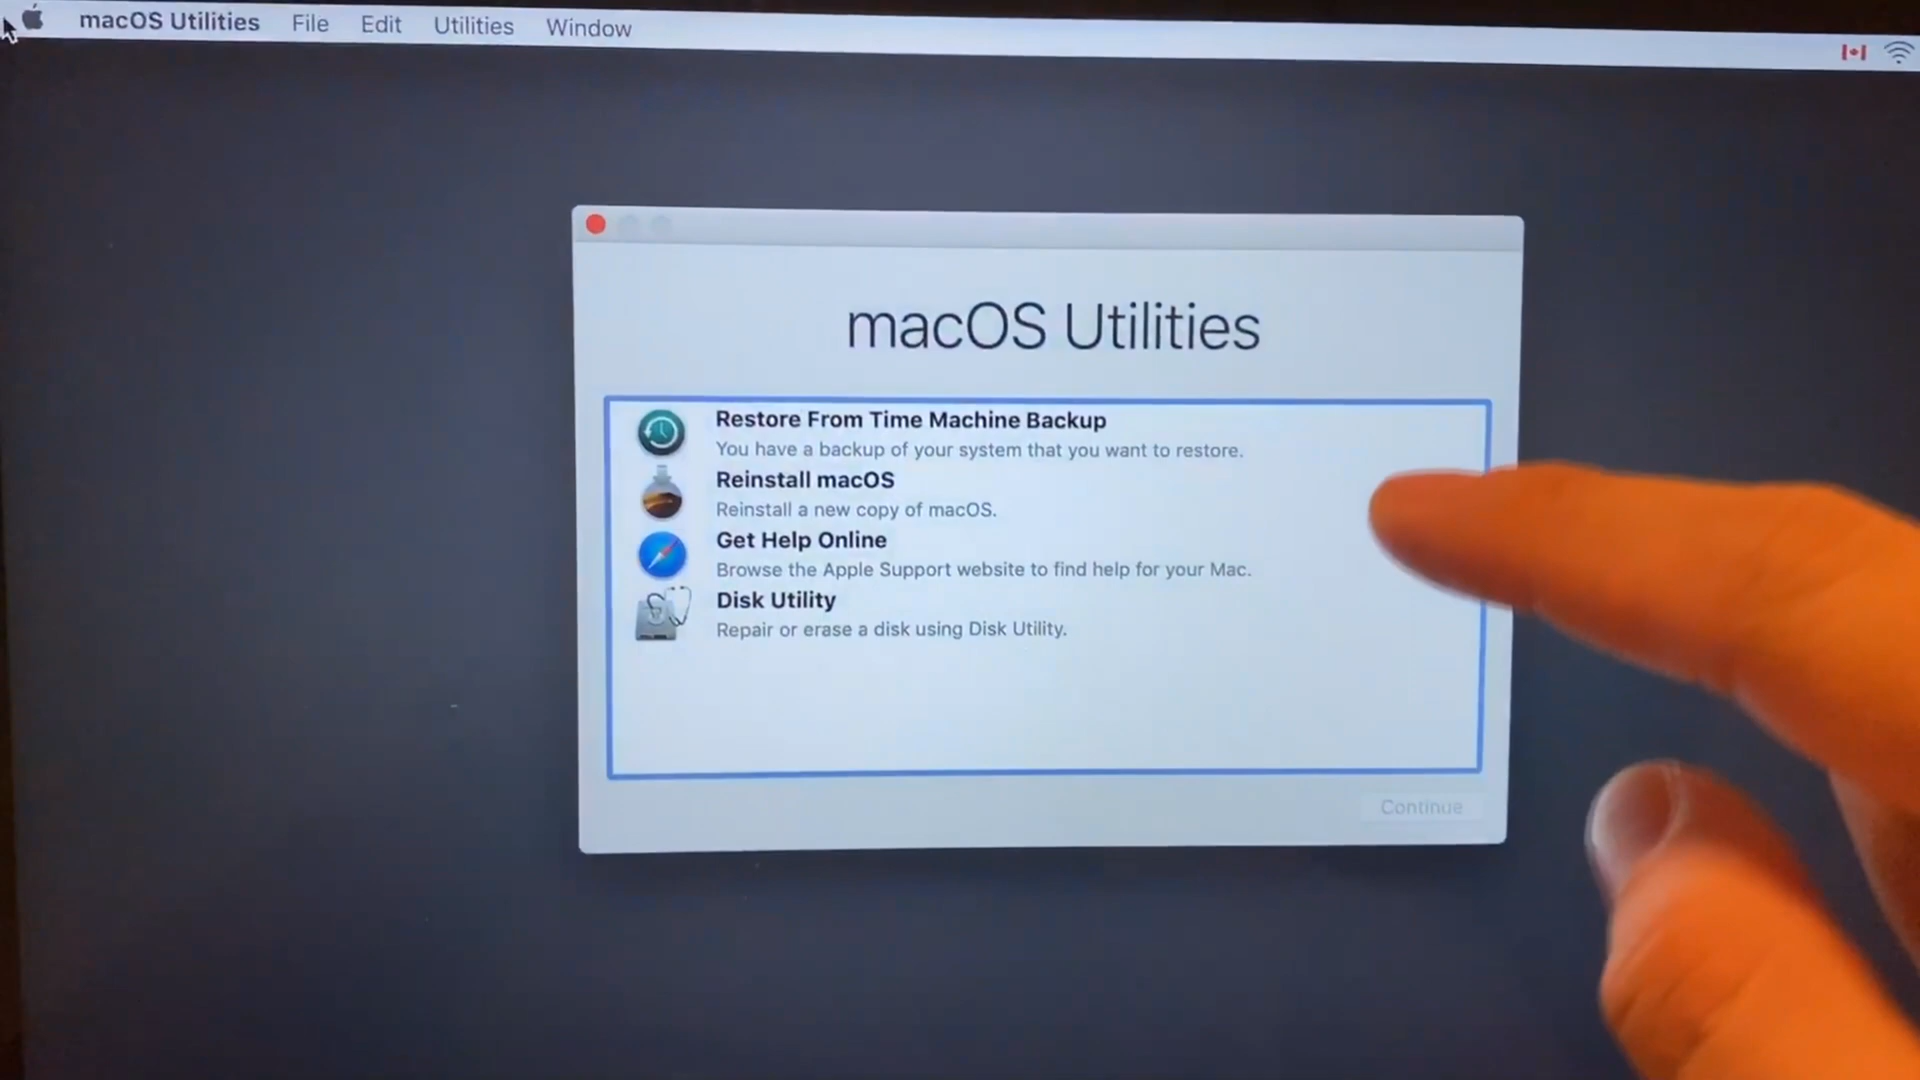 macOS Utilities File Edit Utilities Window
macOS Utilities
Restore From Time Machine Backup
You have a backup of your system that you want to restore.
Reinstall macOS
Reinstall a new copy of macOS.
Get Help Online
Browse the Apple Support website to find help for your Mac.
Disk Utility
Repair or erase a disk using Disk Utility.
Continue